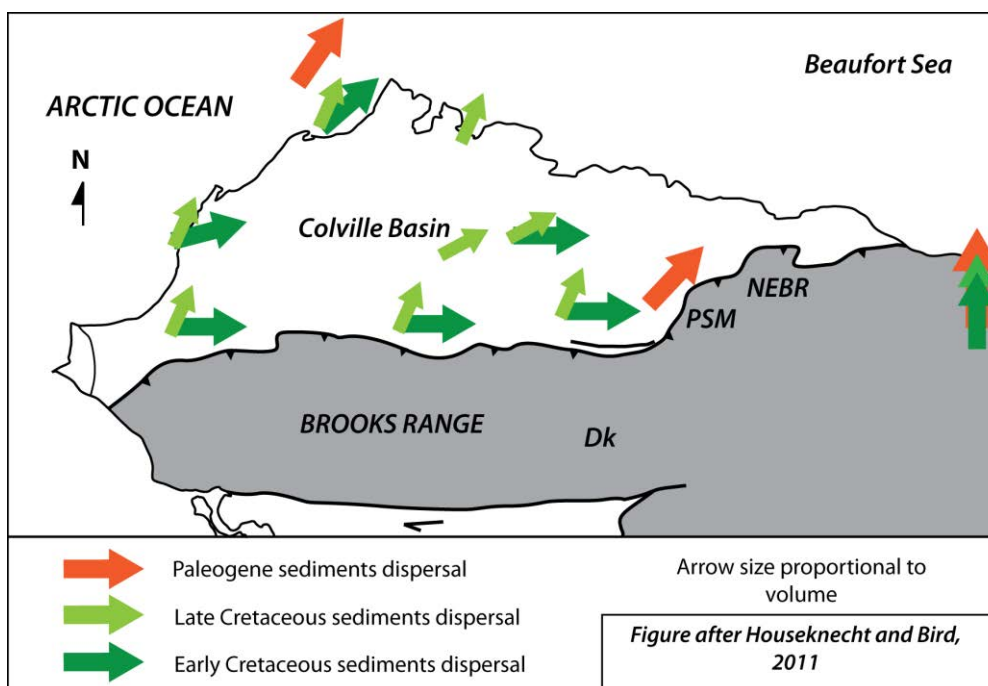 Beaufort Sea
ARCTIC OCEAN
N
Colville Basin
NEBR
PSM
BROOKS RANGE
Dk
Paleogene sediments dispersal
Late Cretaceous sediments dispersal
Early Cretaceous sediments dispersal
Arrow size proportional to
volume
Figure after Houseknecht and Bird,
2011